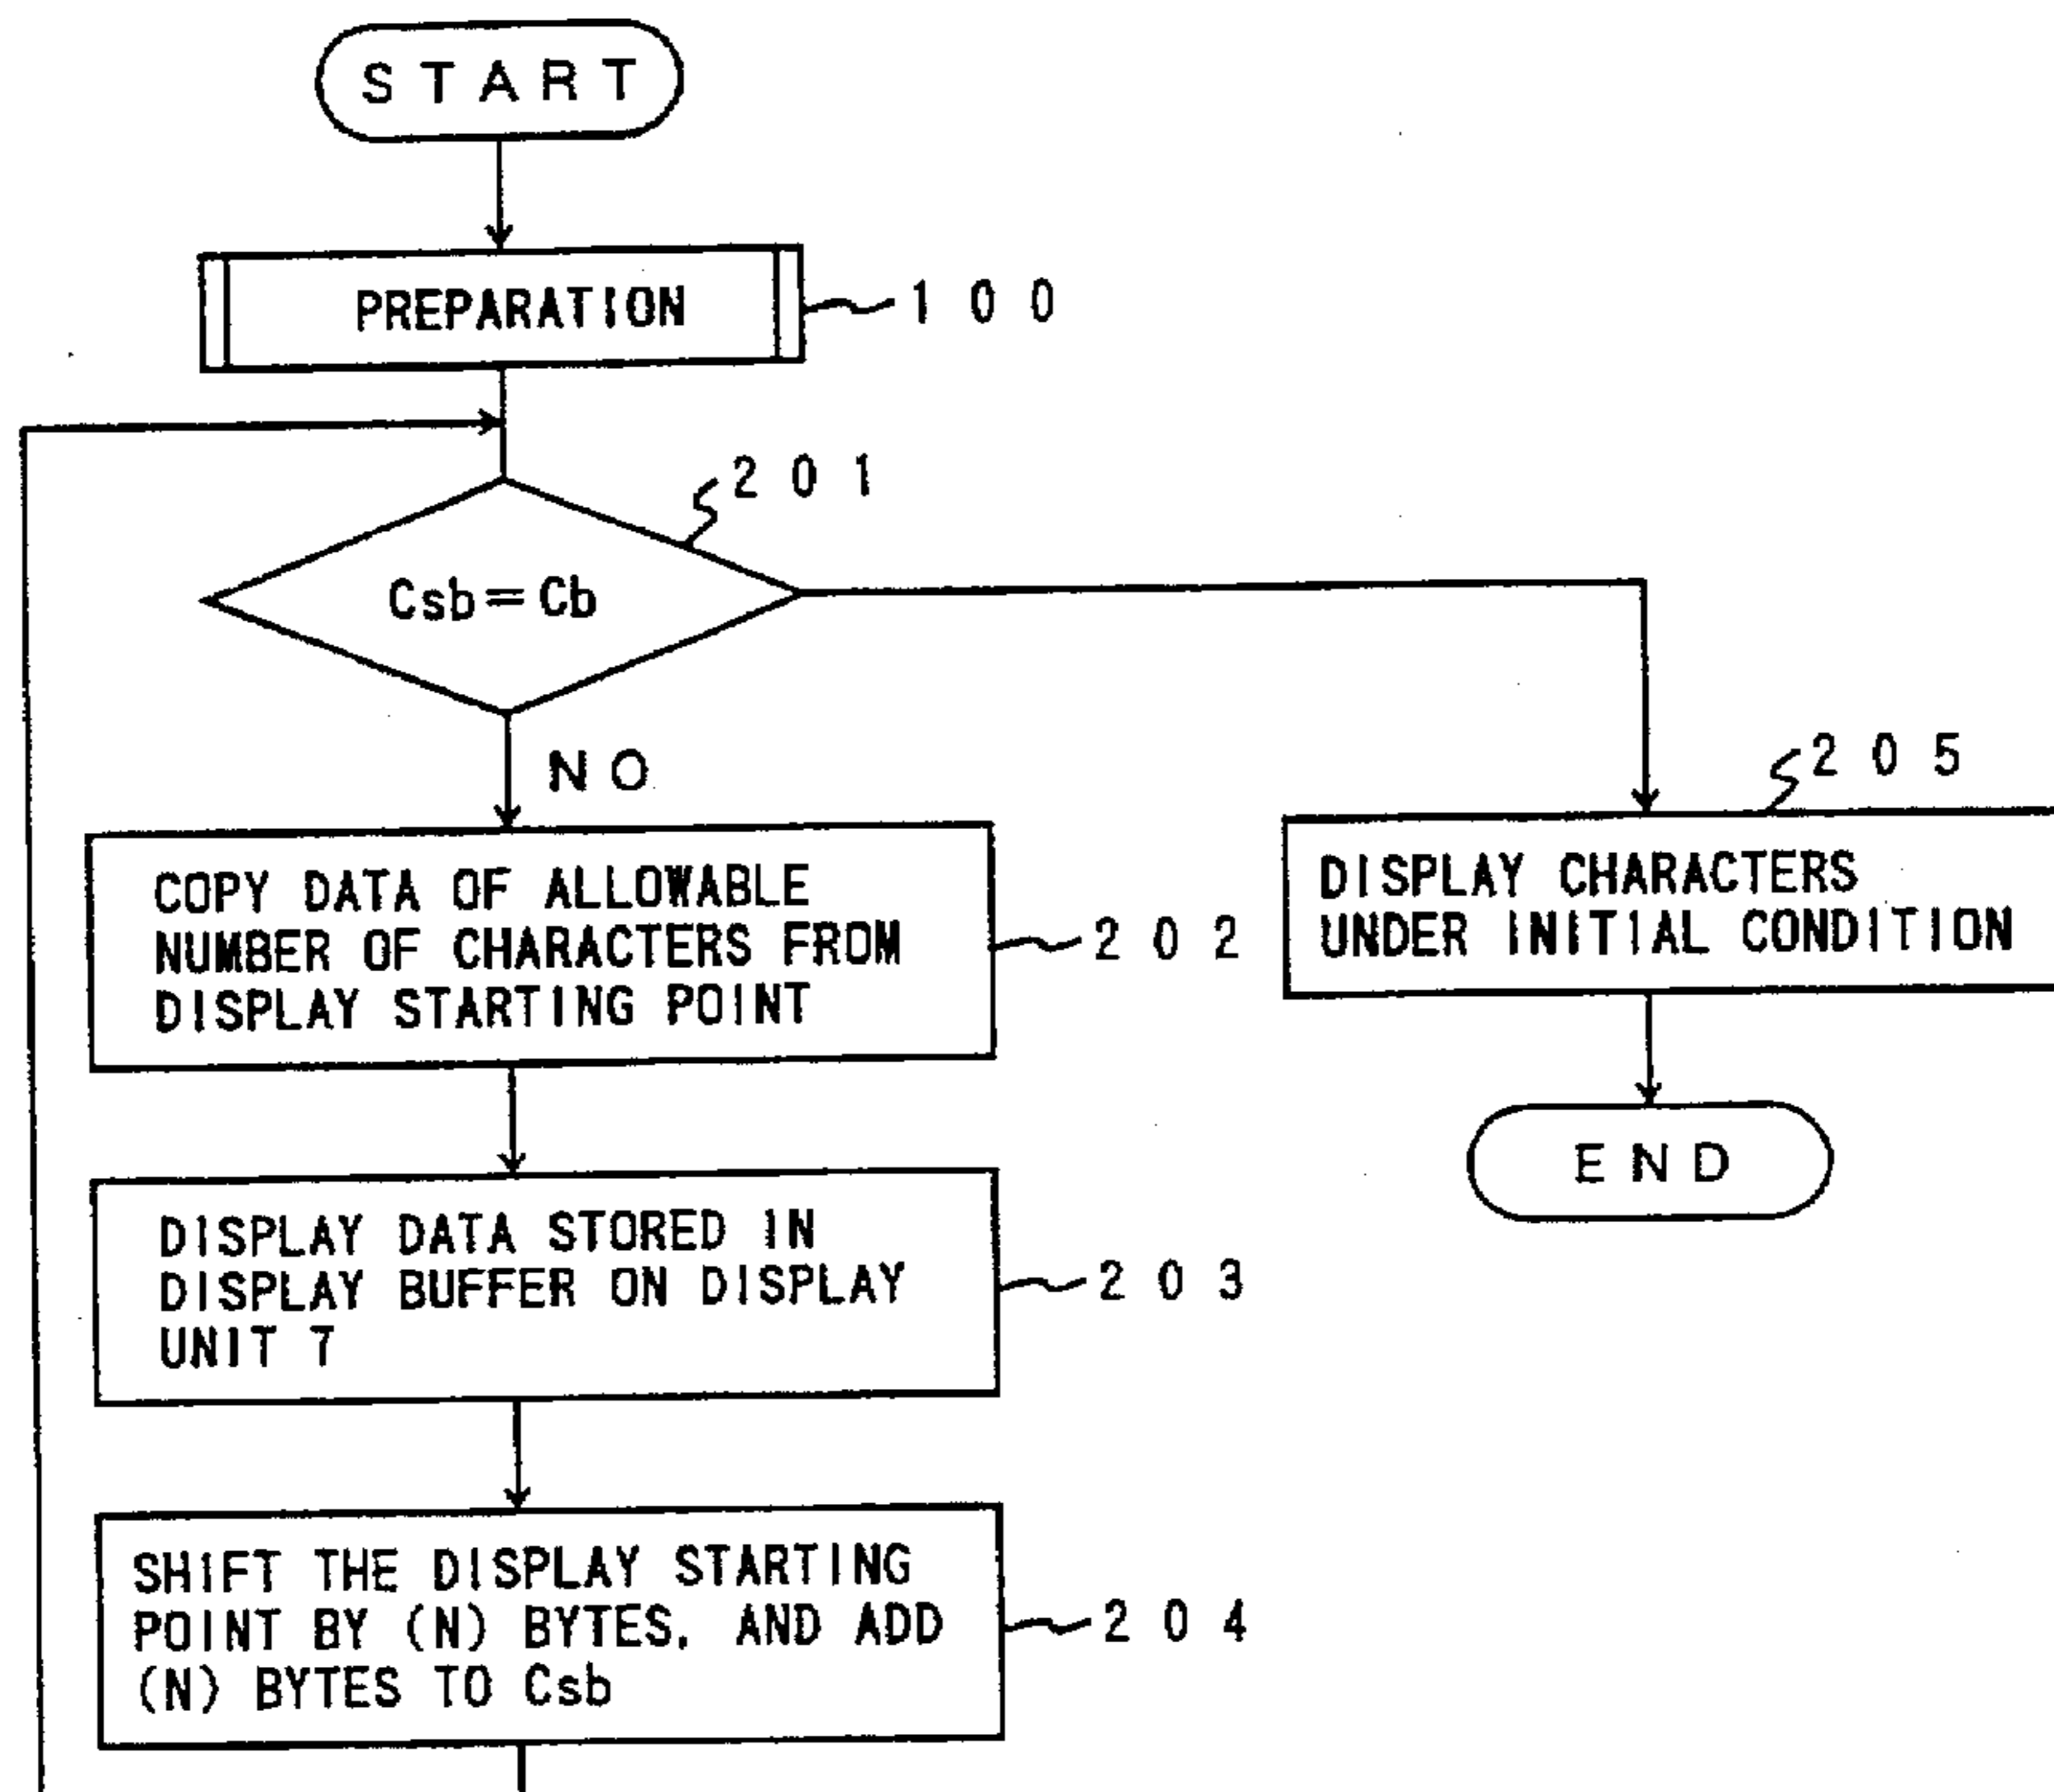 START
PREPARATION
100
201
Csb=Cb
NO
COPY DATA OF ALLOWABLE
NUMBER OF CHARACTERS FROM
DISPLAY STARTING POINT
202
205
DISPLAY CHARACTERS
UNDER INITIAL CONDITION
END
DISPLAY DATA STORED IN
DISPLAY BUFFER ON DISPLAY
UNIT 7
203
SHIFT THE DISPLAY STARTING
POINT BY (N) BYTES, AND ADD
(N) BYTES TO Csb
204